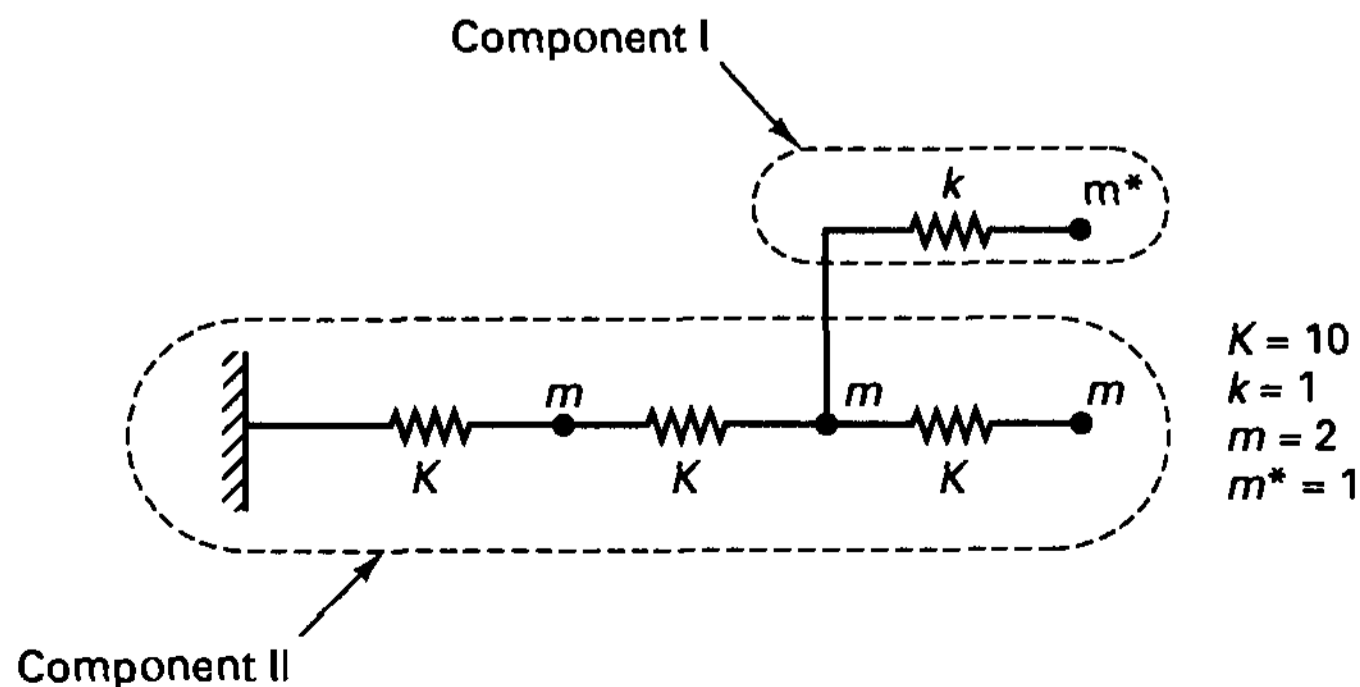 Component I
k
m*
m
m
m
K
K
K
K = 10
k = 1
m = 2
m* = 1
Component II